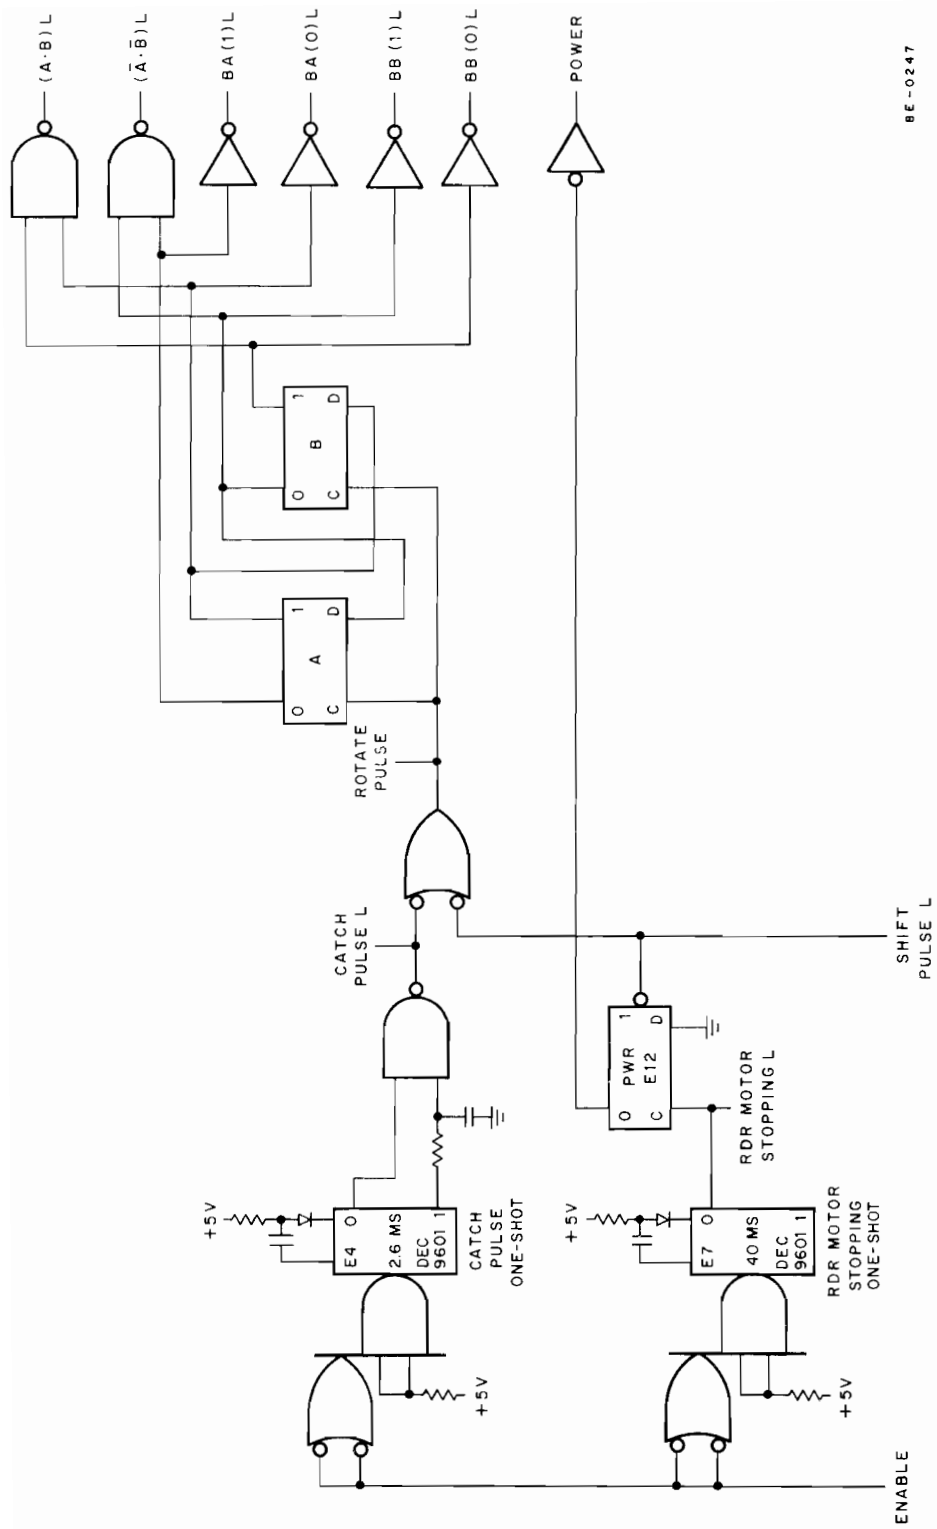 (A·B)L
(Ā·B̄)L
BA(1)L
BA(0)L
BB(1)L
BB(0)L
POWER
+5V
E4 0
2.6 MS
DEC
9601 1
CATCH
PULSE
ONE-SHOT
+5V
CATCH
PULSE L
ROTATE
PULSE
0 1
A
C D
0 1
B
C D
+5V
E7 0
40 MS
DEC
9601 1
RDR MOTOR
STOPPING
ONE-SHOT
+5V
0 1
PWR
E12
C D
RDR MOTOR
STOPPING L
ENABLE
SHIFT
PULSE L
BE-0247